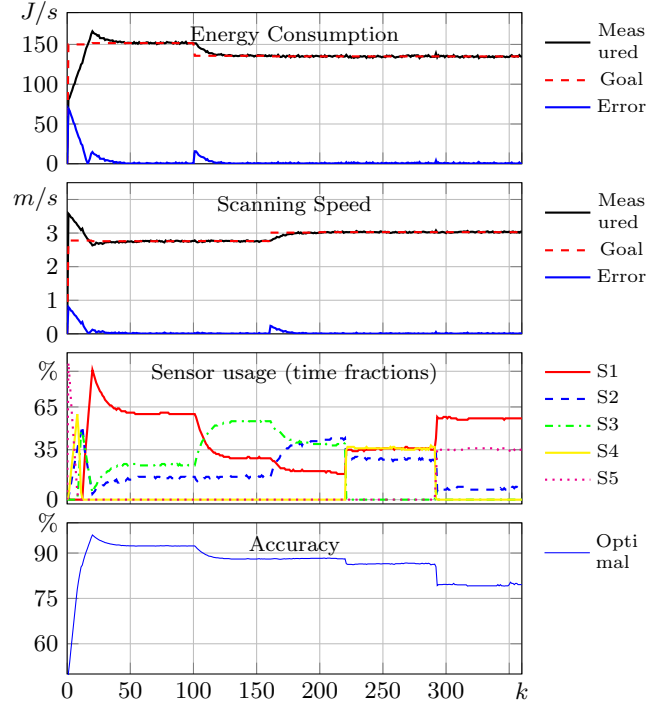 J/s
Energy Consumption
150
100
50
0
Meas
ured
Goal
Error
m/s
Scanning Speed
3
2
1
0
Meas
ured
Goal
Error
%
Sensor usage (time fractions)
65
35
0
S1
S2
S3
S4
S5
%
Accuracy
90
75
60
Opti
mal
0 50 100 150 200 250 300 k